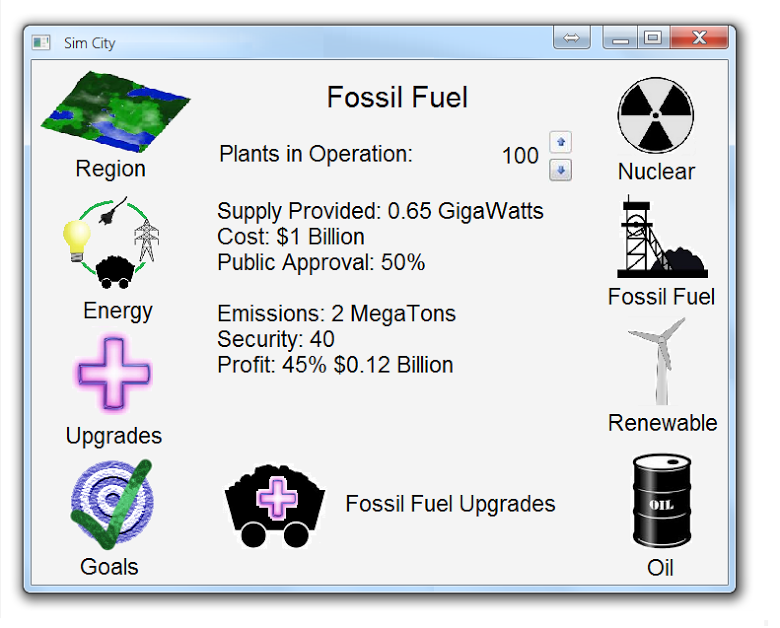 Sim City
Fossil Fuel
Plants in Operation: 100
Supply Provided: 0.65 GigaWatts
Cost: $1 Billion
Public Approval: 50%
Emissions: 2 MegaTons
Security: 40
Profit: 45% $0.12 Billion
Fossil Fuel Upgrades
Region
Energy
Upgrades
Goals
Nuclear
Fossil Fuel
Renewable
OIL
Oil